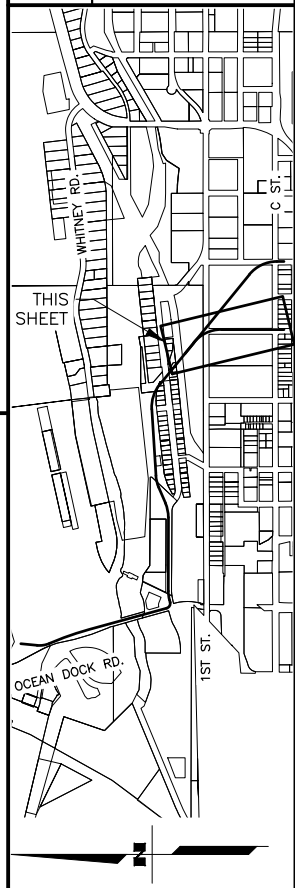 WHITNEY RD.
C ST.
THIS
SHEET
1ST ST.
OCEAN DOCK RD.
N